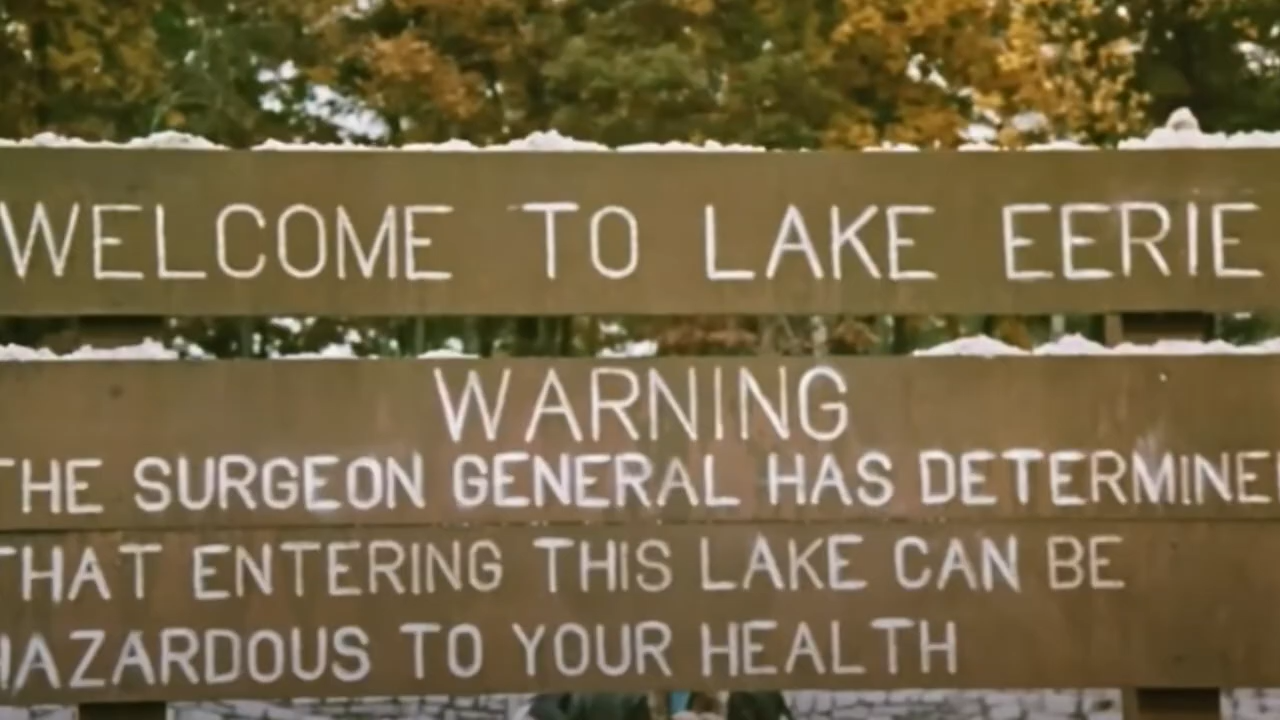 WELCOME TO LAKE EERIE
WARNING
THE SURGEON GENERAL HAS DETERMINE
THAT ENTERING THIS LAKE CAN BE
HAZARDOUS TO YOUR HEALTH